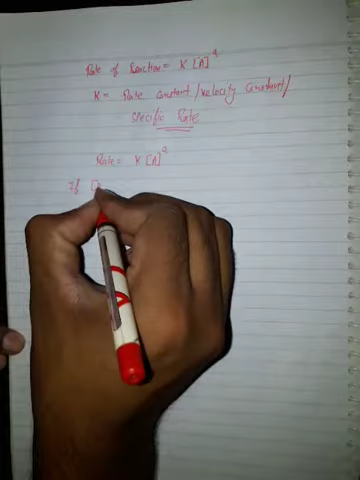 Rate of Reaction = K [A]^a
K = Rate constant / velocity constant /
Specific Rate
Rate = K [A]^a
If [